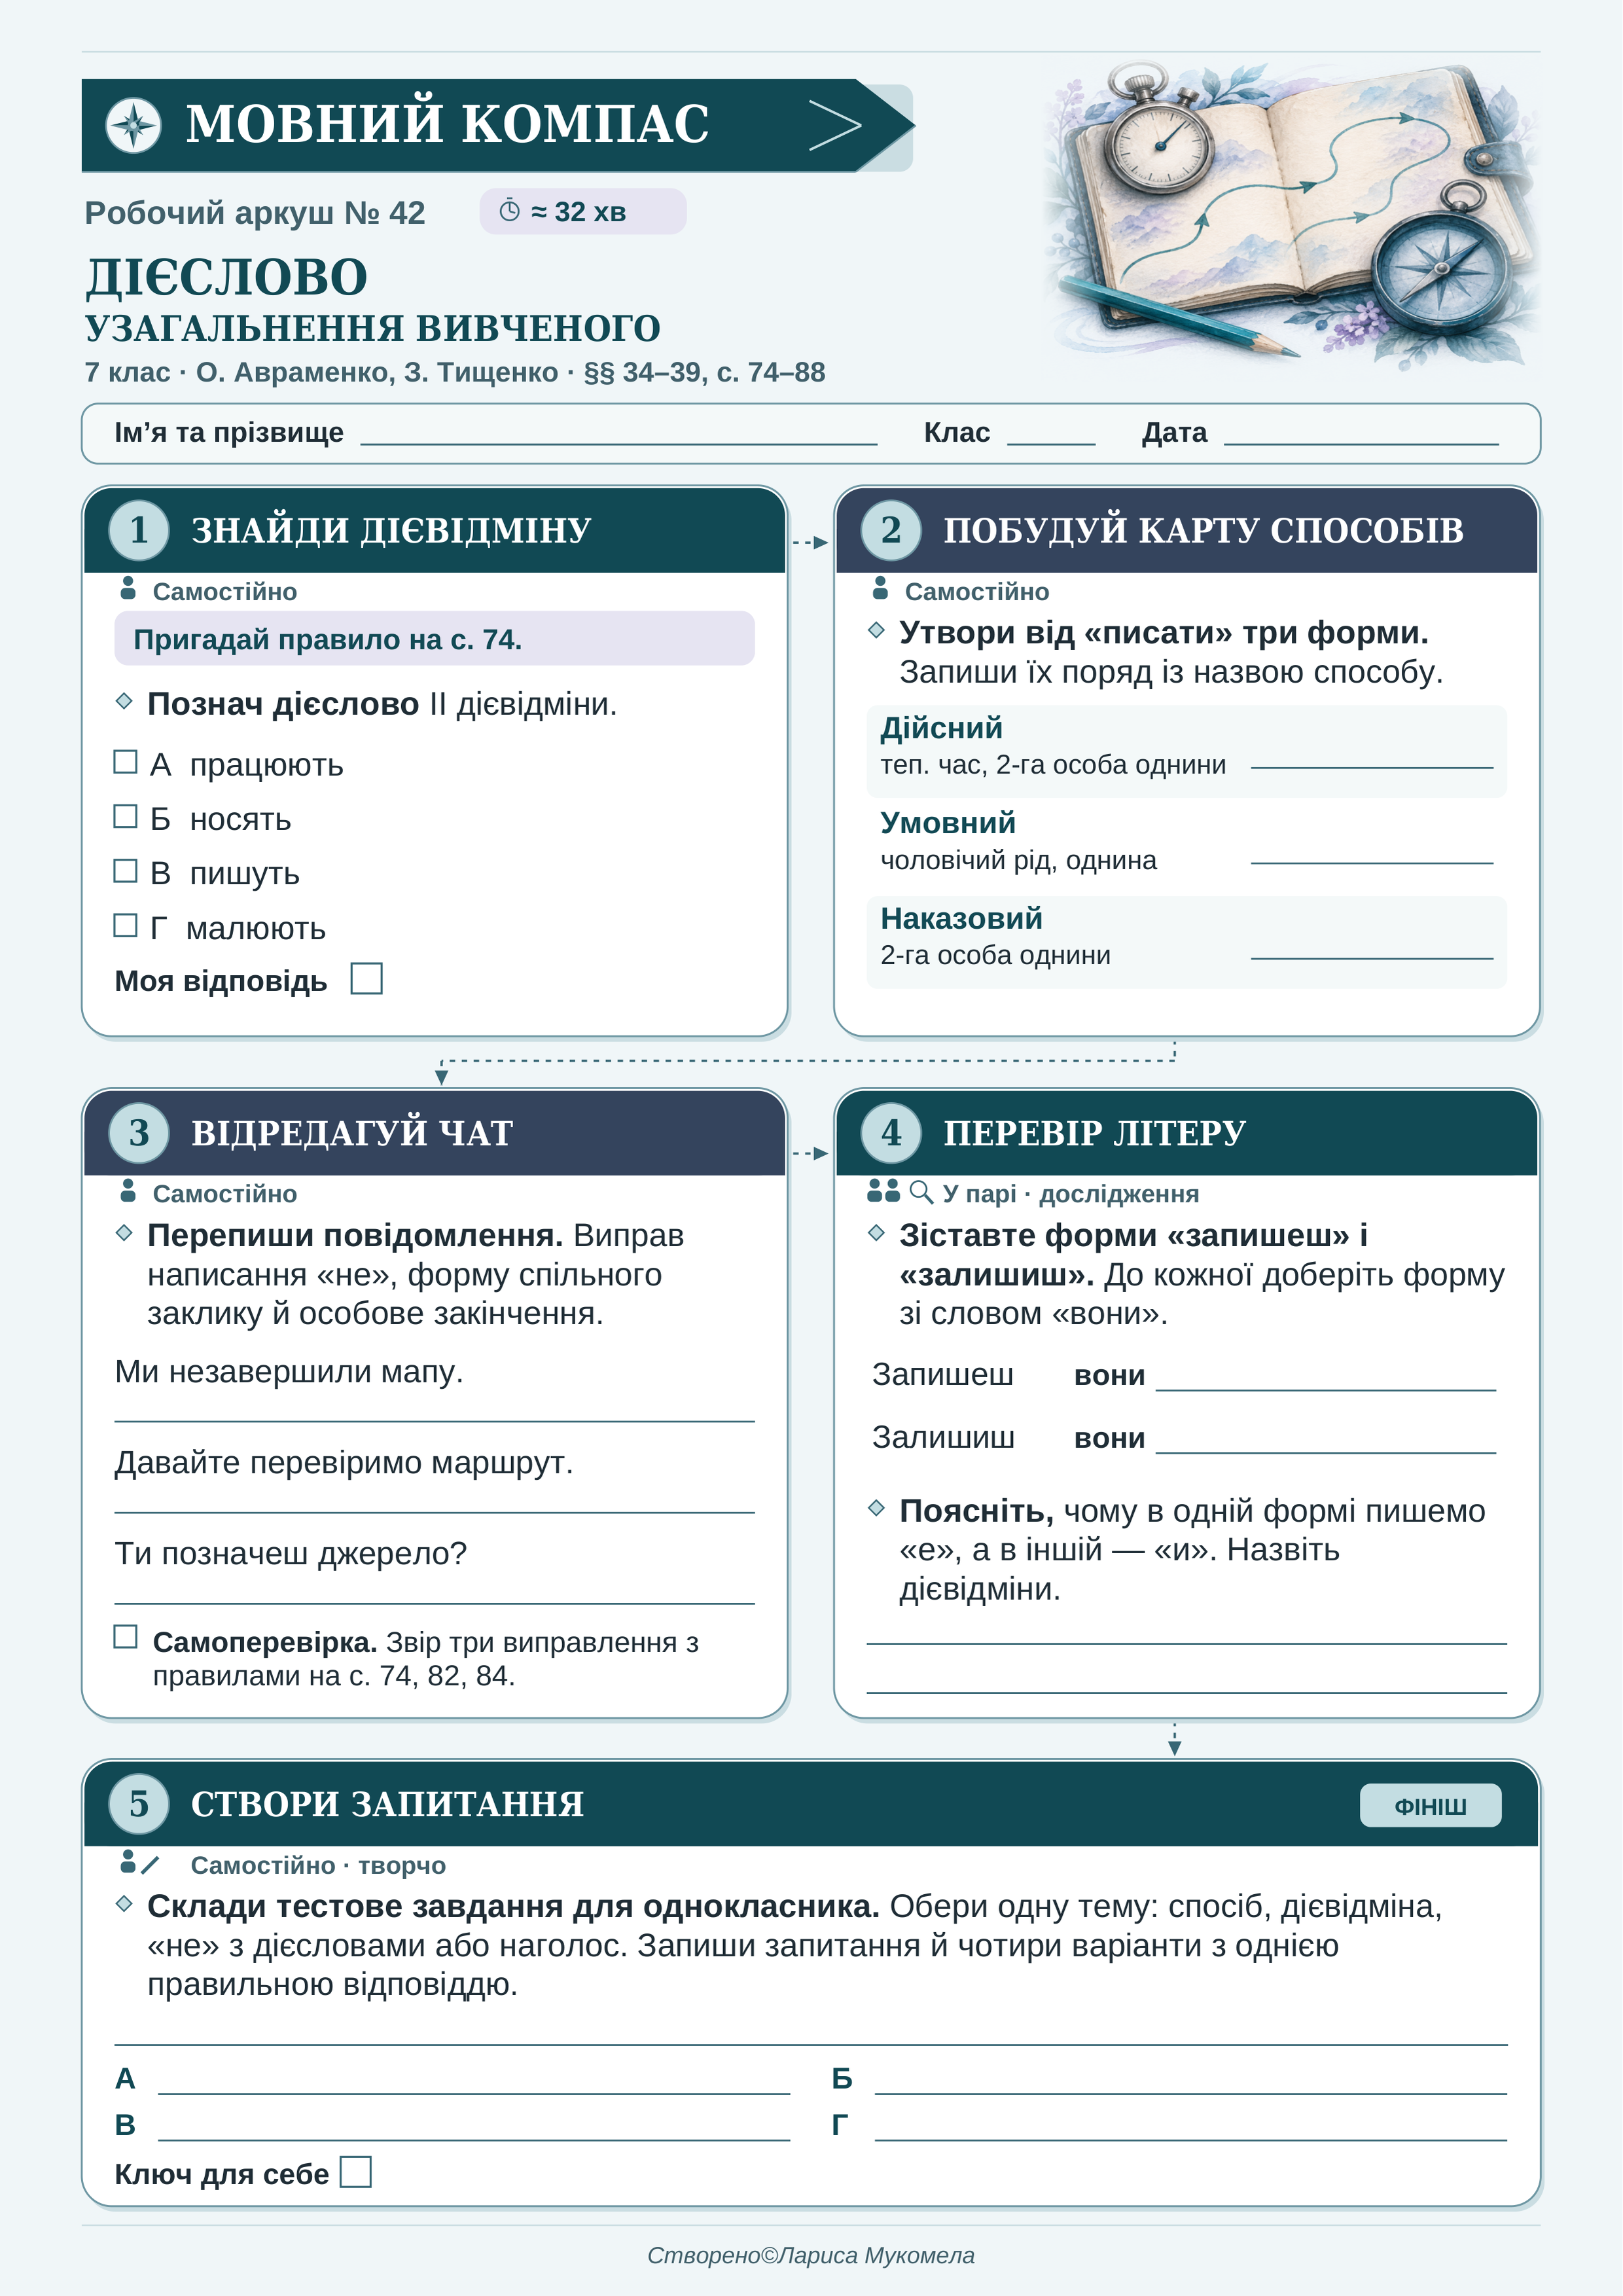 МОВНИЙ КОМПАС
Робочий аркуш № 42
≈ 32 хв
ДІЄСЛОВО
УЗАГАЛЬНЕННЯ ВИВЧЕНОГО
7 клас · О. Авраменко, З. Тищенко · §§ 34–39, с. 74–88
Ім’я та прізвище
Клас
Дата
1 ЗНАЙДИ ДІЄВІДМІНУ
Самостійно
Пригадай правило на с. 74.
Познач дієслово ІІ дієвідміни.
А працюють
Б носять
В пишуть
Г малюють
Моя відповідь
2 ПОБУДУЙ КАРТУ СПОСОБІВ
Самостійно
Утвори від «писати» три форми.
Запиши їх поряд із назвою способу.
Дійсний
теп. час, 2-га особа однини
Умовний
чоловічий рід, однина
Наказовий
2-га особа однини
3 ВІДРЕДАГУЙ ЧАТ
Самостійно
Перепиши повідомлення. Виправ
написання «не», форму спільного
заклику й особове закінчення.
Ми незавершили мапу.
Давайте перевіримо маршрут.
Ти позначеш джерело?
Самоперевірка. Звір три виправлення з
правилами на с. 74, 82, 84.
4 ПЕРЕВІР ЛІТЕРУ
У парі · дослідження
Зіставте форми «запишеш» і
«залишиш». До кожної доберіть форму
зі словом «вони».
Запишеш вони
Залишиш вони
Поясніть, чому в одній формі пишемо
«е», а в іншій — «и». Назвіть
дієвідміни.
5 СТВОРИ ЗАПИТАННЯ
ФІНІШ
Самостійно · творчо
Склади тестове завдання для однокласника. Обери одну тему: спосіб, дієвідміна,
«не» з дієсловами або наголос. Запиши запитання й чотири варіанти з однією
правильною відповіддю.
А
Б
В
Г
Ключ для себе
Створено©Лариса Мукомела